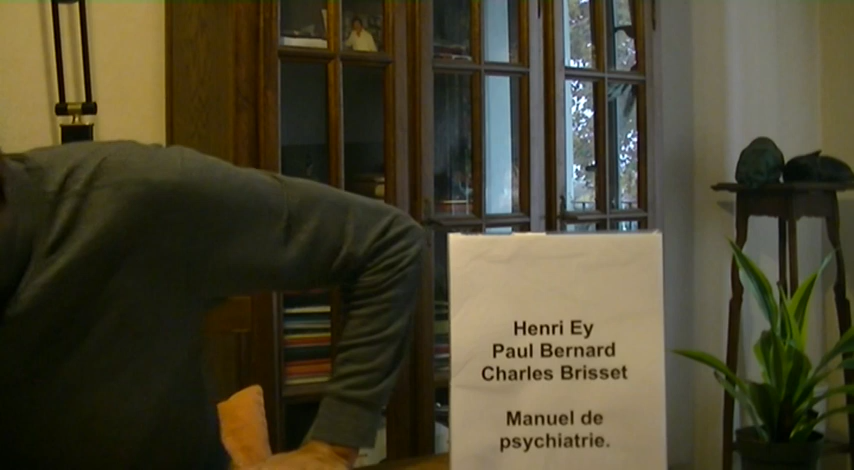 Henri Ey
Paul Bernard
Charles Brisset
Manuel de
psychiatrie.